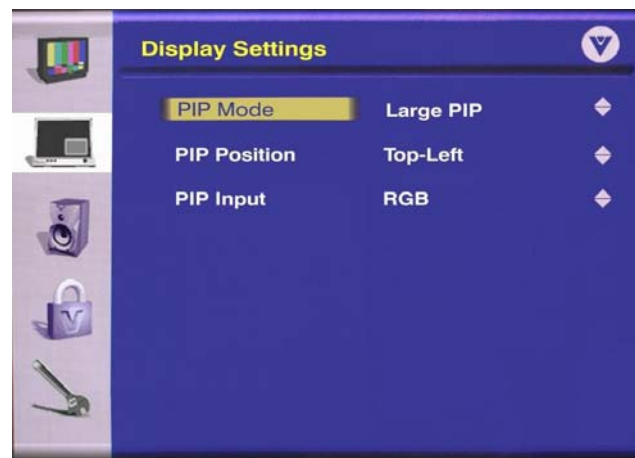 Display Settings
PIP Mode Large PIP
PIP Position Top-Left
PIP Input RGB